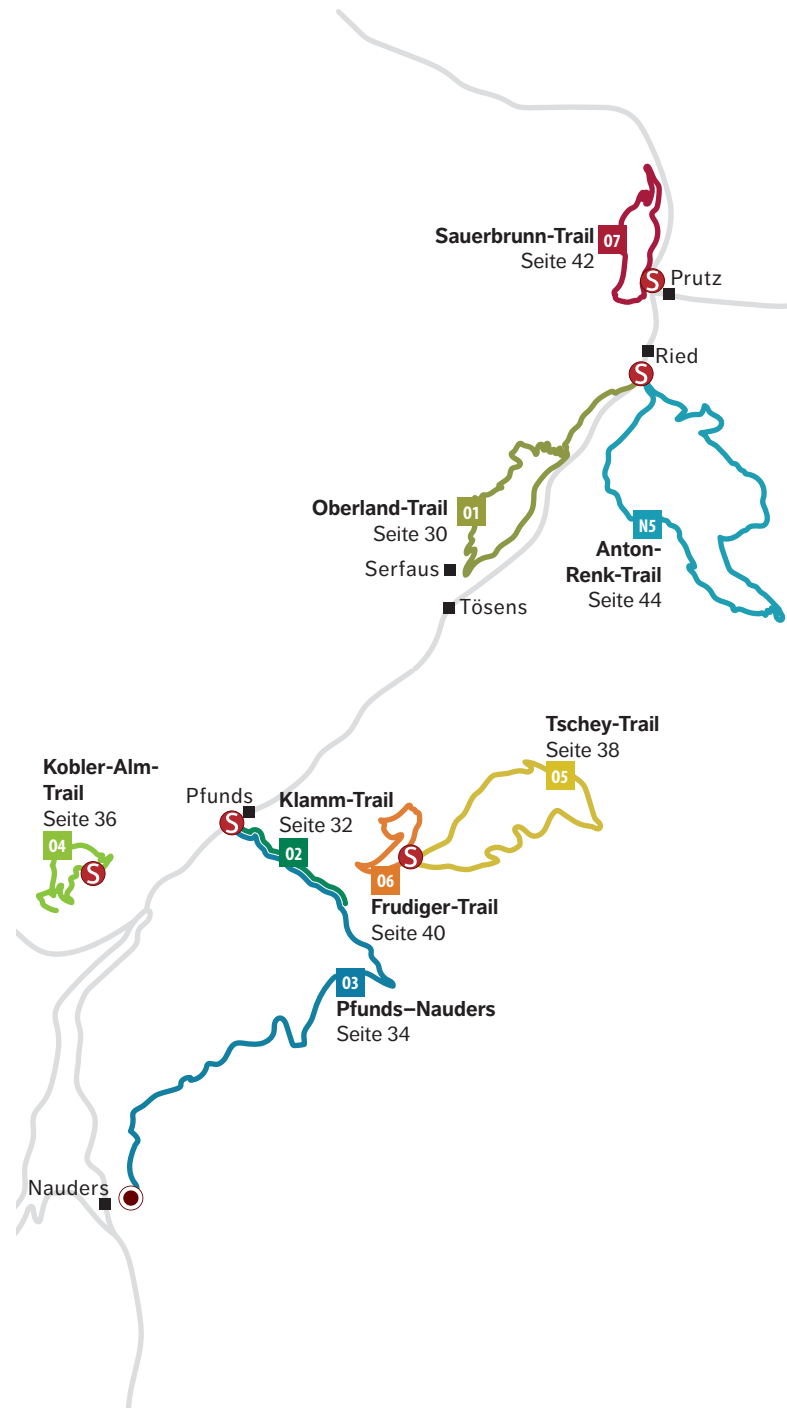 Sauerbrunn-Trail
07
Seite 42
S
Prutz
Ried
S
Oberland-Trail
01
Seite 30
N5
Anton-
Renk-Trail
Seite 44
Serfaus
Tösens
Tschey-Trail
Seite 38
05
Kobler-Alm-
Trail
Seite 36
04
S
Pfunds
S
Klamm-Trail
Seite 32
02
S
06
Frudiger-Trail
Seite 40
03
Pfunds–Nauders
Seite 34
Nauders